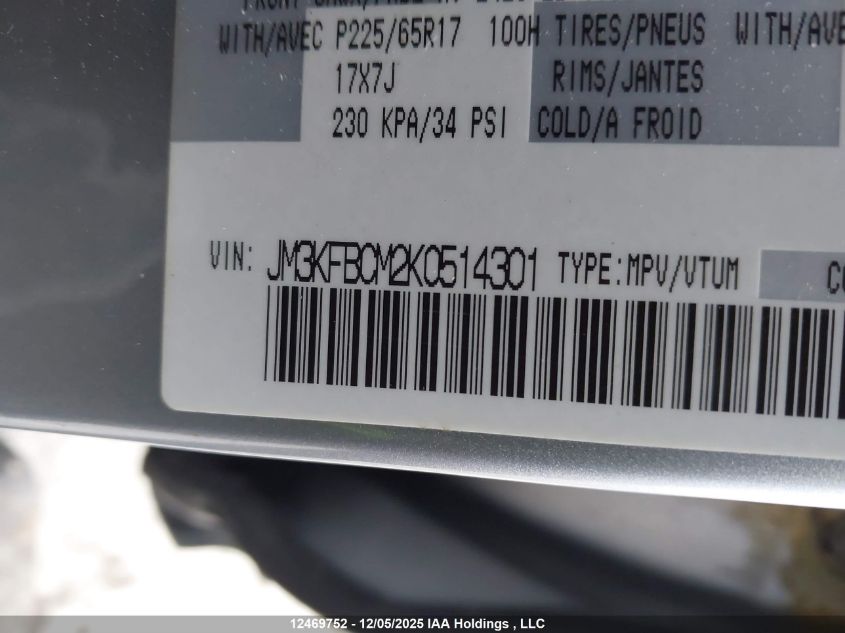 WITH/AVEC P225/65R17 100H TIRES/PNEUS WITH/AVE
17X7J RIMS/JANTES
230 KPA/34 PSI COLD/A FROID
VIN: JM3KFBCM2K0514301 TYPE:MPV/VTUM CO
12469752 - 12/05/2025 IAA Holdings , LLC